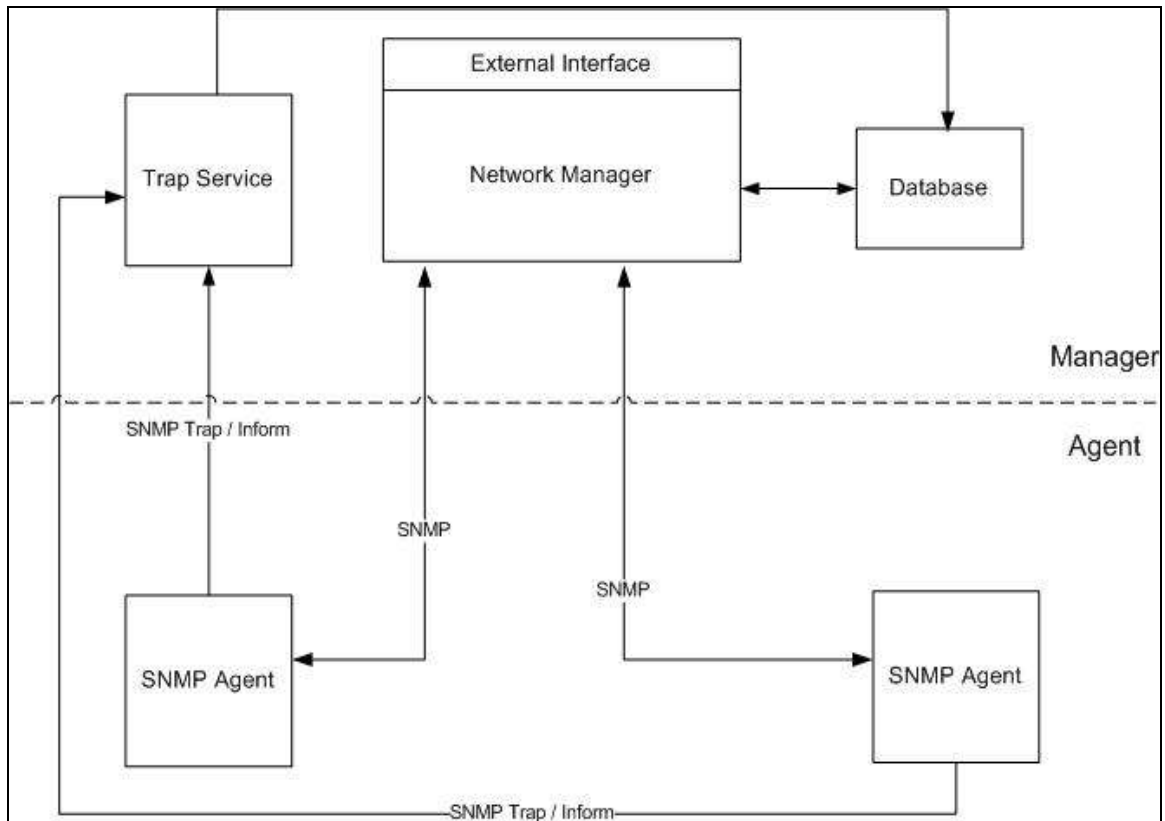 External Interface
Trap Service
Network Manager
Database
Manager
SNMP Trap / Inform
Agent
SNMP
SNMP
SNMP Agent
SNMP Agent
SNMP Trap / Inform